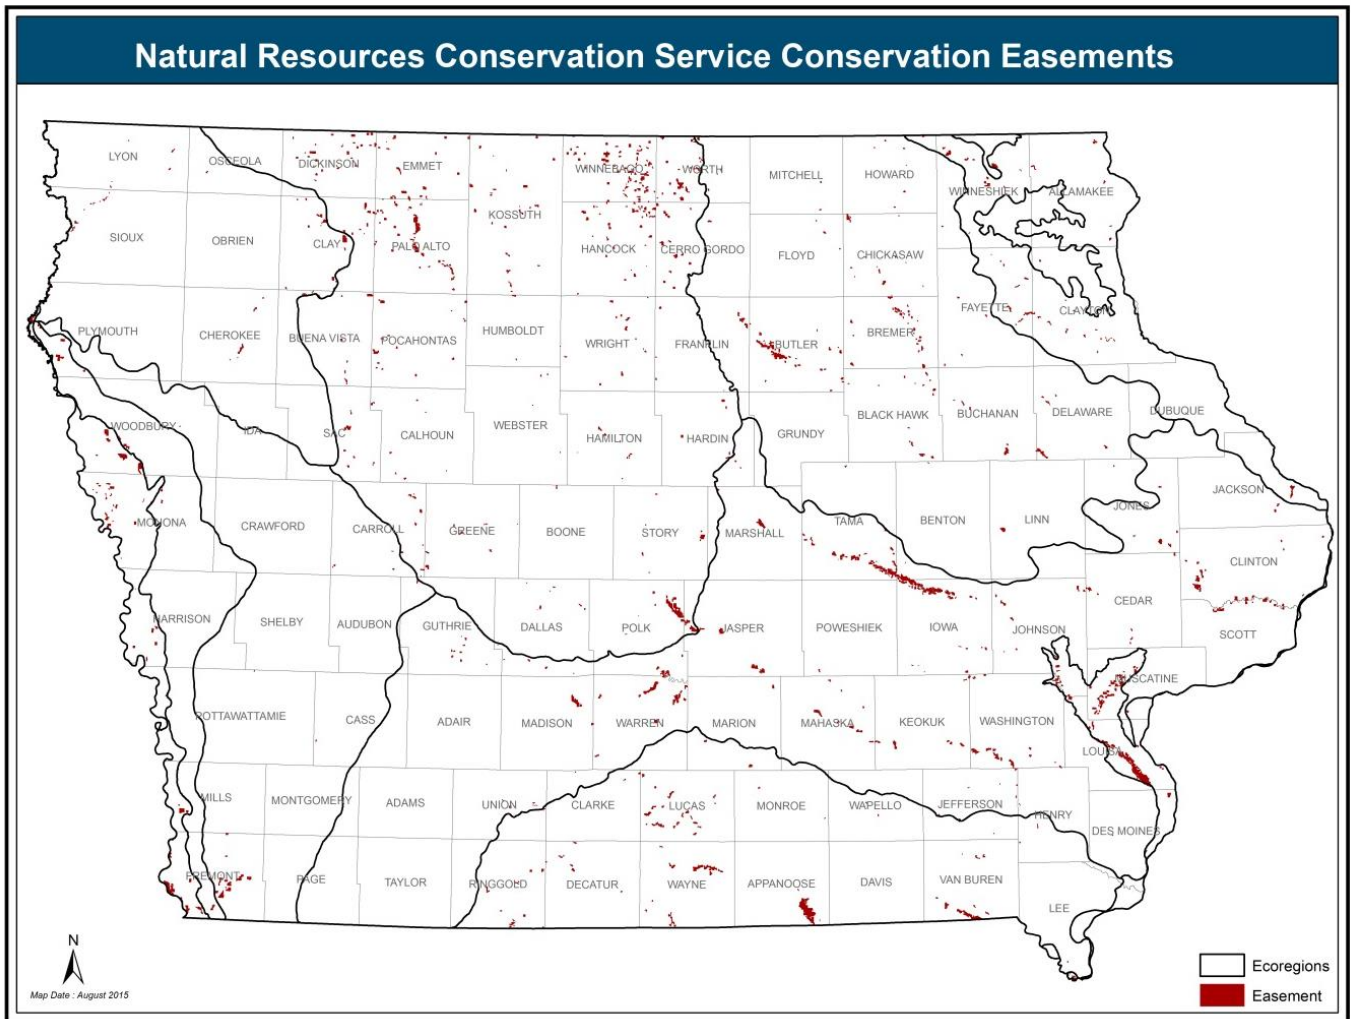 Natural Resources Conservation Service Conservation Easements
LYON
OSCEOLA
DICKINSON
EMMET
WINNEBAGO
WORTH
MITCHELL
HOWARD
WINNESHIEK
ALLAMAKEE
KOSSUTH
SIOUX
OBRIEN
CLAY
PALO ALTO
HANCOCK
CERRO GORDO
FLOYD
CHICKASAW
PLYMOUTH
CHEROKEE
BUENA VISTA
POCAHONTAS
HUMBOLDT
WRIGHT
FRANKLIN
BUTLER
BREMER
FAYETTE
CLAYTON
WOODBURY
IDA
SAC
CALHOUN
WEBSTER
HAMILTON
HARDIN
GRUNDY
BLACK HAWK
BUCHANAN
DELAWARE
DUBUQUE
MONONA
CRAWFORD
CARROLL
GREENE
BOONE
STORY
MARSHALL
TAMA
BENTON
LINN
JONES
JACKSON
CLINTON
HARRISON
SHELBY
AUDUBON
GUTHRIE
DALLAS
POLK
JASPER
POWESHIEK
IOWA
JOHNSON
CEDAR
SCOTT
MUSCATINE
POTTAWATTAMIE
CASS
ADAIR
MADISON
WARREN
MARION
MAHASKA
KEOKUK
WASHINGTON
LOUISA
MILLS
MONTGOMERY
ADAMS
UNION
CLARKE
LUCAS
MONROE
WAPELLO
JEFFERSON
HENRY
DES MOINES
FREMONT
PAGE
TAYLOR
RINGGOLD
DECATUR
WAYNE
APPANOOSE
DAVIS
VAN BUREN
LEE
N
Map Date : August 2015
Ecoregions
Easement